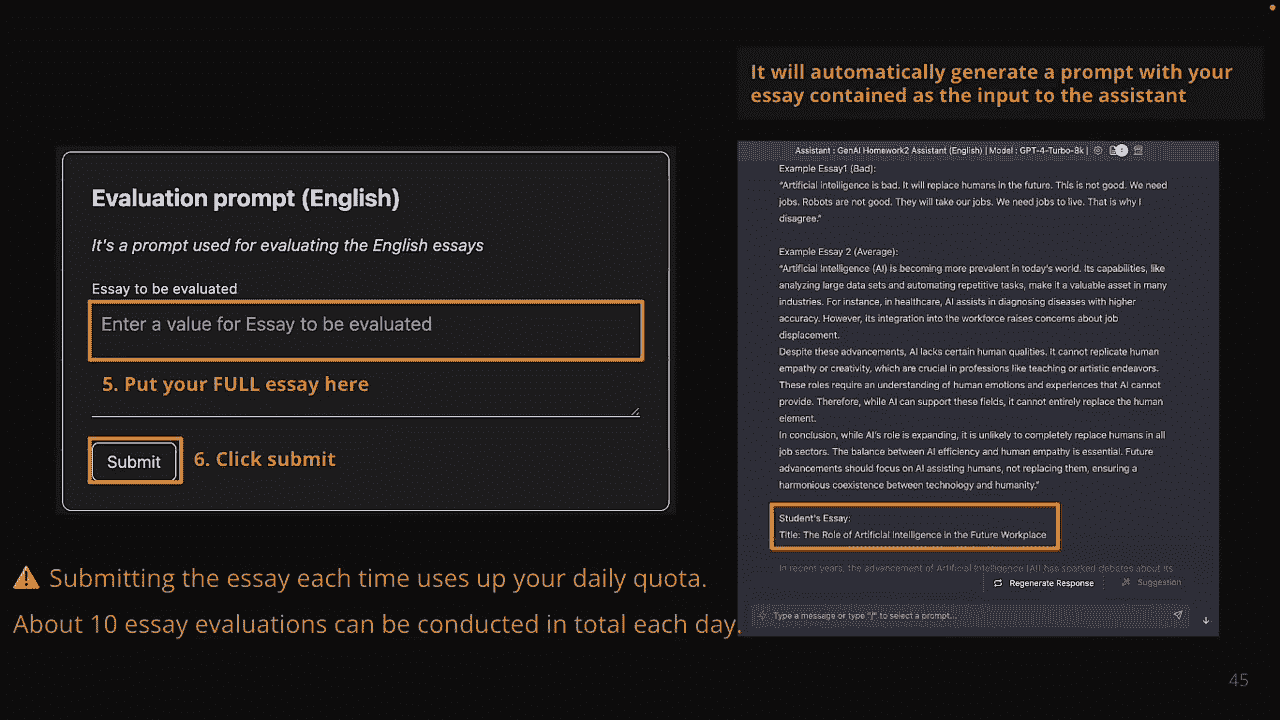 It will automatically generate a prompt with your
essay contained as the input to the assistant
Evaluation prompt (English)
It's a prompt used for evaluating the English essays
Essay to be evaluated
Enter a value for Essay to be evaluated
5. Put your FULL essay here
Submit
6. Click submit
Submitting the essay each time uses up your daily quota.
About 10 essay evaluations can be conducted in total each day.
Assistant : GenAI Homework2 Assistant (English) | Model : GPT-4-Turbo-8k |
Example Essay1 (Bad):
"Artificial intelligence is bad. It will replace humans in the future. This is not good. We need
jobs. Robots are not good. They will take our jobs. We need jobs to live. That is why I
disagree."
Example Essay 2 (Average):
"Artificial Intelligence (AI) is becoming more prevalent in today's world. Its capabilities, like
analyzing large data sets and automating repetitive tasks, make it a valuable asset in many
industries. For instance, in healthcare, AI assists in diagnosing diseases with higher
accuracy. However, its integration into the workforce raises concerns about job
displacement.
Despite these advancements, AI lacks certain human qualities. It cannot replicate human
empathy or creativity, which are crucial in professions like teaching or artistic endeavors.
These roles require an understanding of human emotions and experiences that AI cannot
provide. Therefore, while AI can support these fields, it cannot entirely replace the human
element.
In conclusion, while AI's role is expanding, it is unlikely to completely replace humans in all
job sectors. The balance between AI efficiency and human empathy is essential. Future
advancements should focus on AI assisting humans, not replacing them, ensuring a
harmonious coexistence between technology and humanity."
Student's Essay:
Title: The Role of Artificial Intelligence in the Future Workplace
In recent years, the advancement of Artificial Intelligence (AI) has sparked debates about its
Regenerate Response
Suggestion
Type a message or type "/" to select a prompt...
45